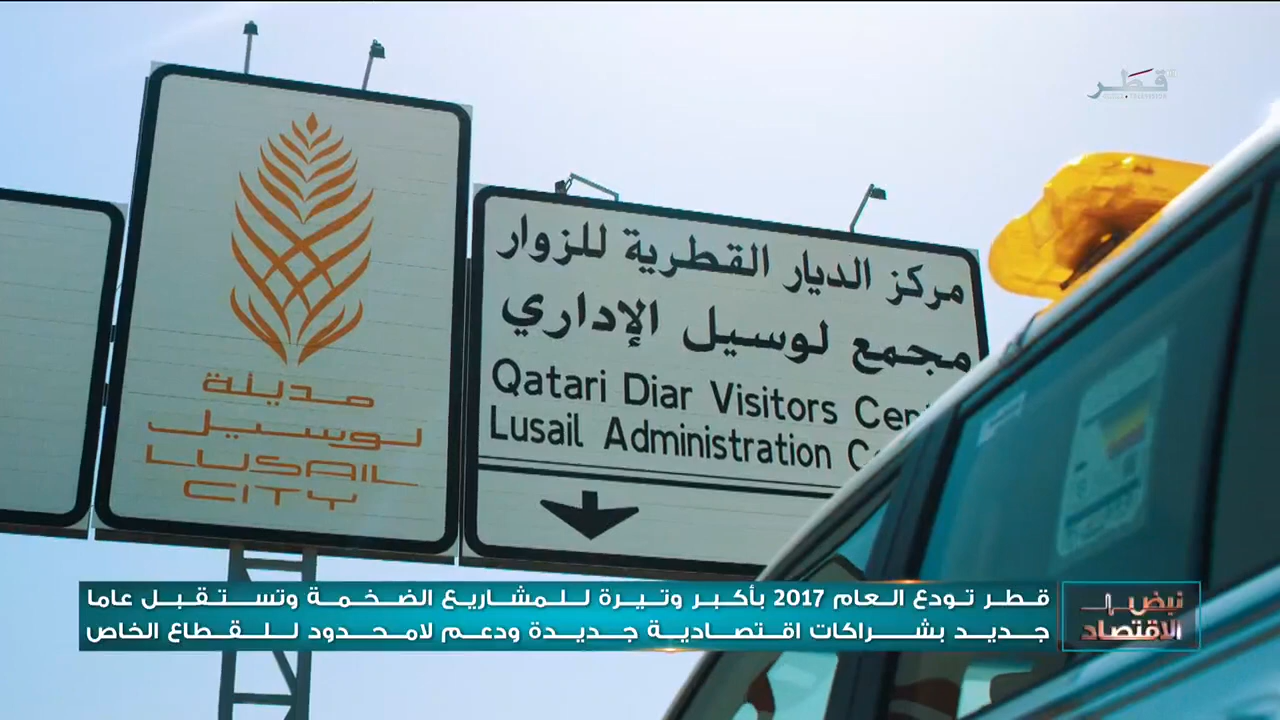 قطر
مدينة
لوسيل
LUSAIL
CITY
مركز الديار القطرية للزوار
مجمع لوسيل الإداري
Qatari Diar Visitors
Lusail Administration
نبض
الاقتصاد
قطر تودع العام 2017 بأكبر وتيرة للمشاريع الضخمة وتستقبل عاما
جديد بشراكات اقتصادية جديدة ودعم لامحدود للقطاع الخاص